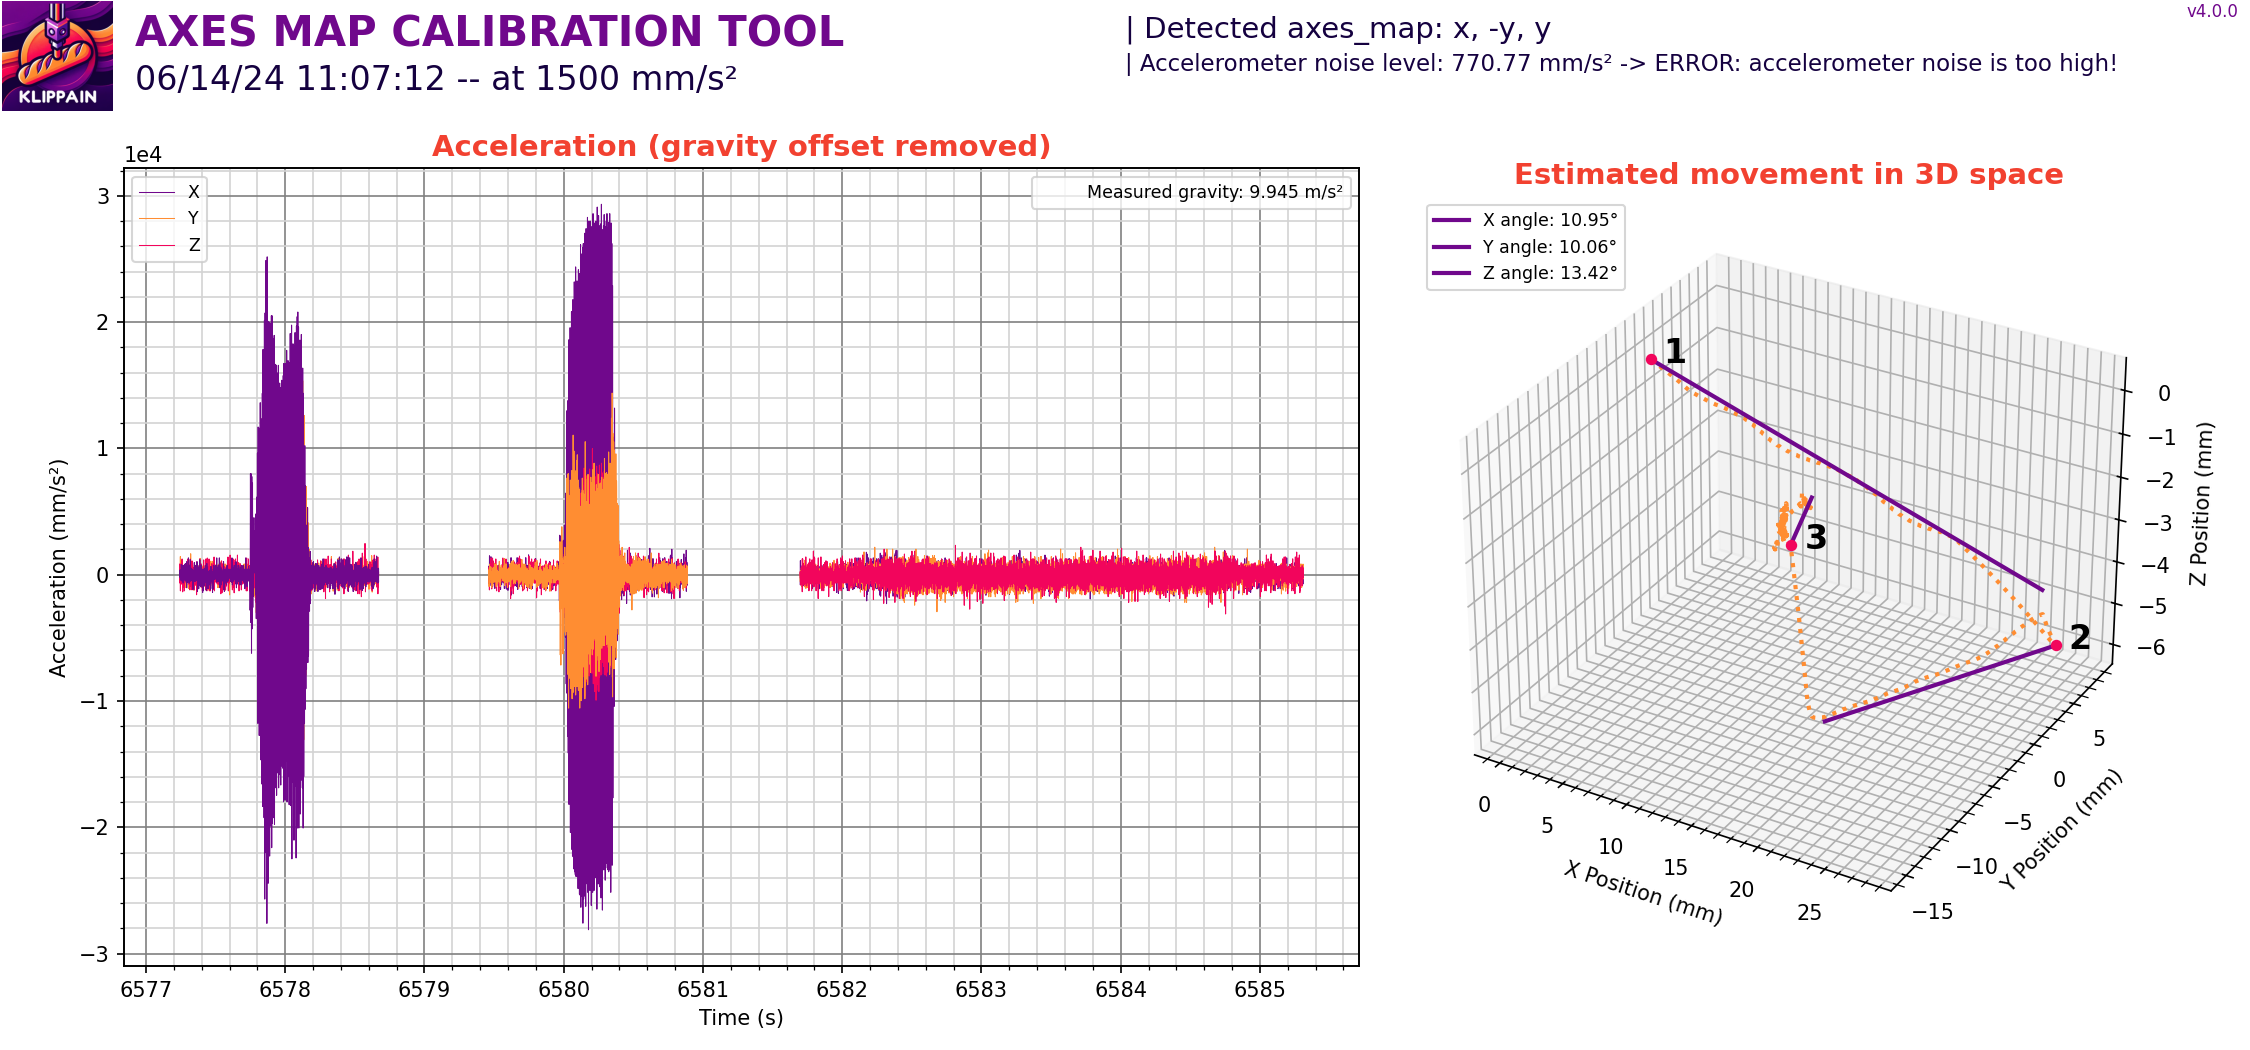 KLIPPAIN
AXES MAP CALIBRATION TOOL
06/14/24 11:07:12 -- at 1500 mm/s²
| Detected axes_map: x, -y, y
| Accelerometer noise level: 770.77 mm/s² -> ERROR: accelerometer noise is too high!
v4.0.0
Acceleration (gravity offset removed)
1e4
X
Y
Z
Measured gravity: 9.945 m/s²
Acceleration (mm/s²)
3
2
1
0
−1
−2
−3
6577 6578 6579 6580 6581 6582 6583 6584 6585
Time (s)
Estimated movement in 3D space
X angle: 10.95°
Y angle: 10.06°
Z angle: 13.42°
1
2
3
0
−1
−2
−3
−4
−5
−6
Z Position (mm)
5
0
−5
−10
−15
Y Position (mm)
0
5
10
15
20
25
X Position (mm)